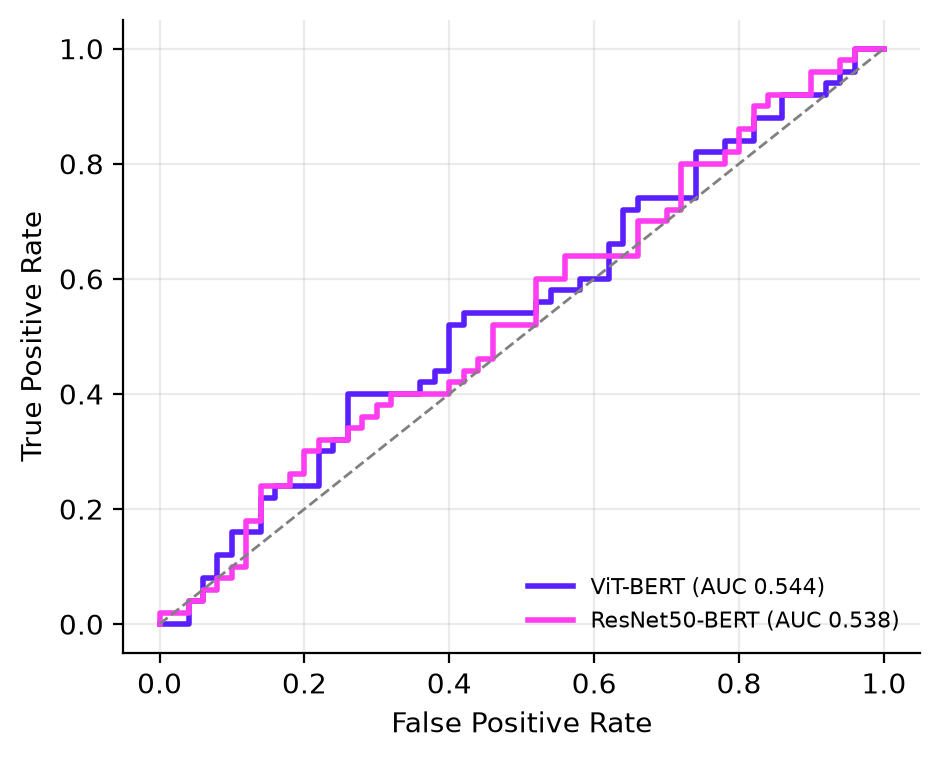 True Positive Rate
1.0
0.8
0.6
0.4
0.2
0.0
ViT-BERT (AUC 0.544)
ResNet50-BERT (AUC 0.538)
0.0 0.2 0.4 0.6 0.8 1.0
False Positive Rate